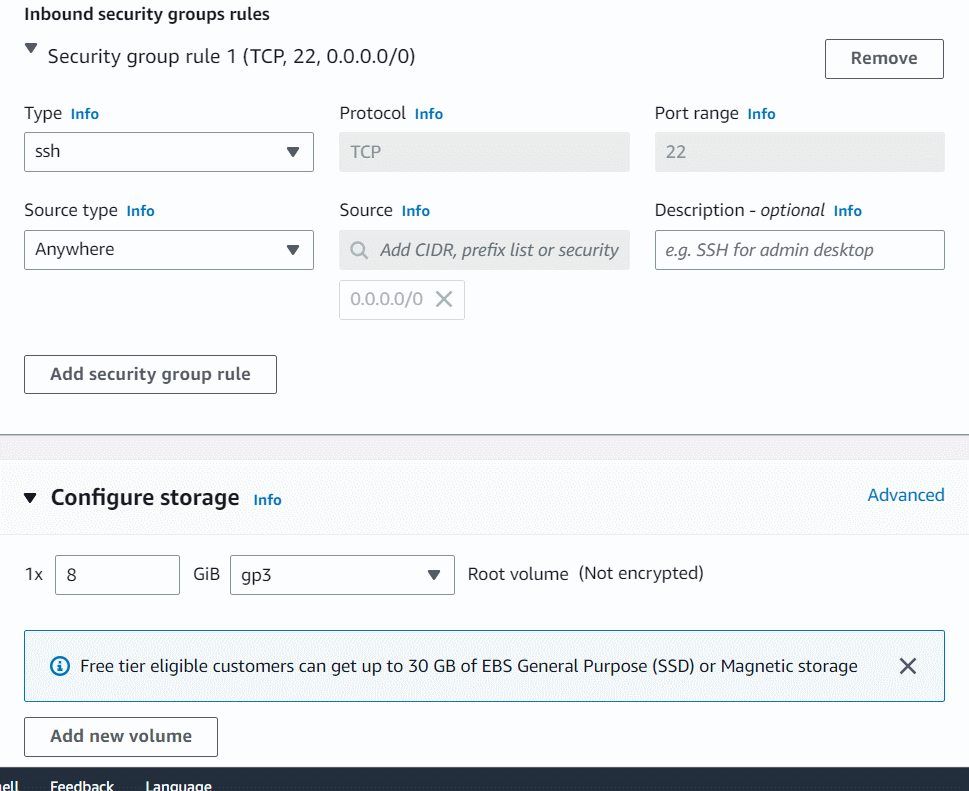 Inbound security groups rules
Security group rule 1 (TCP, 22, 0.0.0.0/0)
Remove
Type Info
Protocol Info
Port range Info
ssh
TCP
22
Source type Info
Source Info
Description - optional Info
Anywhere
Add CIDR, prefix list or security
e.g. SSH for admin desktop
0.0.0.0/0
Add security group rule
Configure storage Info
Advanced
1x 8 GiB gp3 Root volume (Not encrypted)
Free tier eligible customers can get up to 30 GB of EBS General Purpose (SSD) or Magnetic storage
Add new volume
Feedback Language